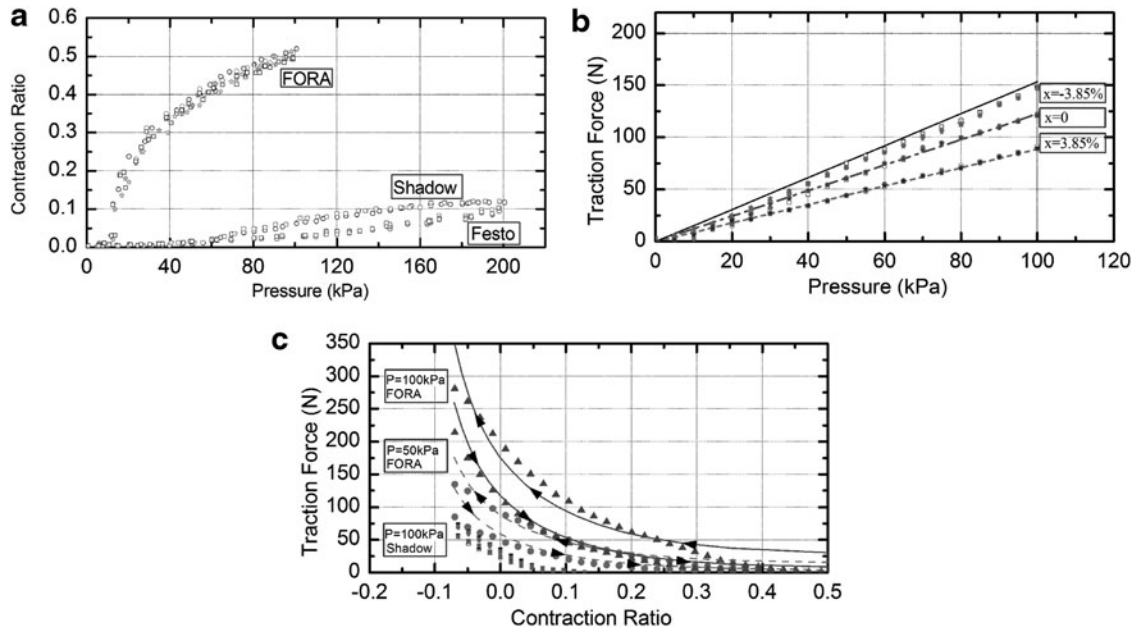 a
Contraction Ratio
0.6
0.5
0.4
0.3
0.2
0.1
0.0
FORA
Shadow
Festo
0 40 80 120 160 200
Pressure (kPa)
b
Traction Force (N)
200
150
100
50
0
x=-3.85%
x=0
x=3.85%
0 20 40 60 80 100 120
Pressure (kPa)
c
Traction Force (N)
350
300
250
200
150
100
50
0
P=100kPa
FORA
P=50kPa
FORA
P=100kPa
Shadow
-0.2 -0.1 0.0 0.1 0.2 0.3 0.4 0.5
Contraction Ratio